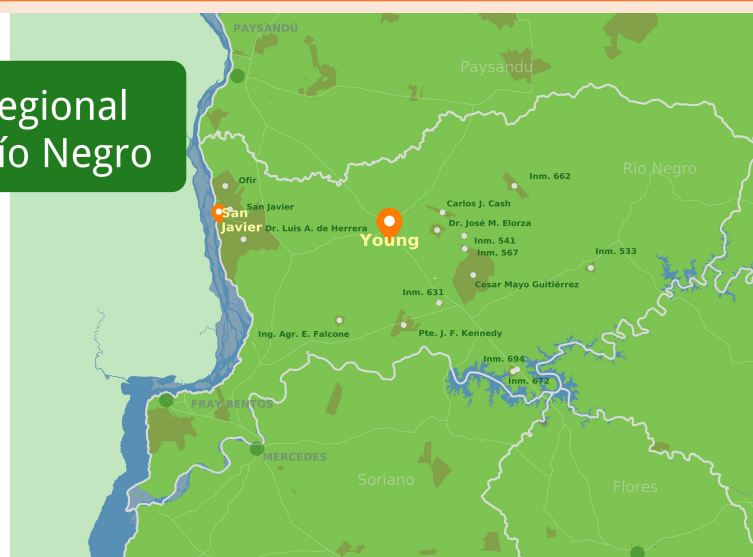 PAYSANDÚ
Paysandú
egional
ío Negro
Río Negro
Inm. 662
Ofir
San Javier
San
Javier
Carlos J. Cash
Dr. Luis A. de Herrera
Dr. José M. Elorza
Young
Inm. 541
Inm. 567
Inm. 533
Cesar Mayo Guitiérrez
Inm. 631
Ing. Agr. E. Falcone
Pte. J. F. Kennedy
Inm. 694
Inm. 672
FRAY BENTOS
MERCEDES
Soriano
Flores